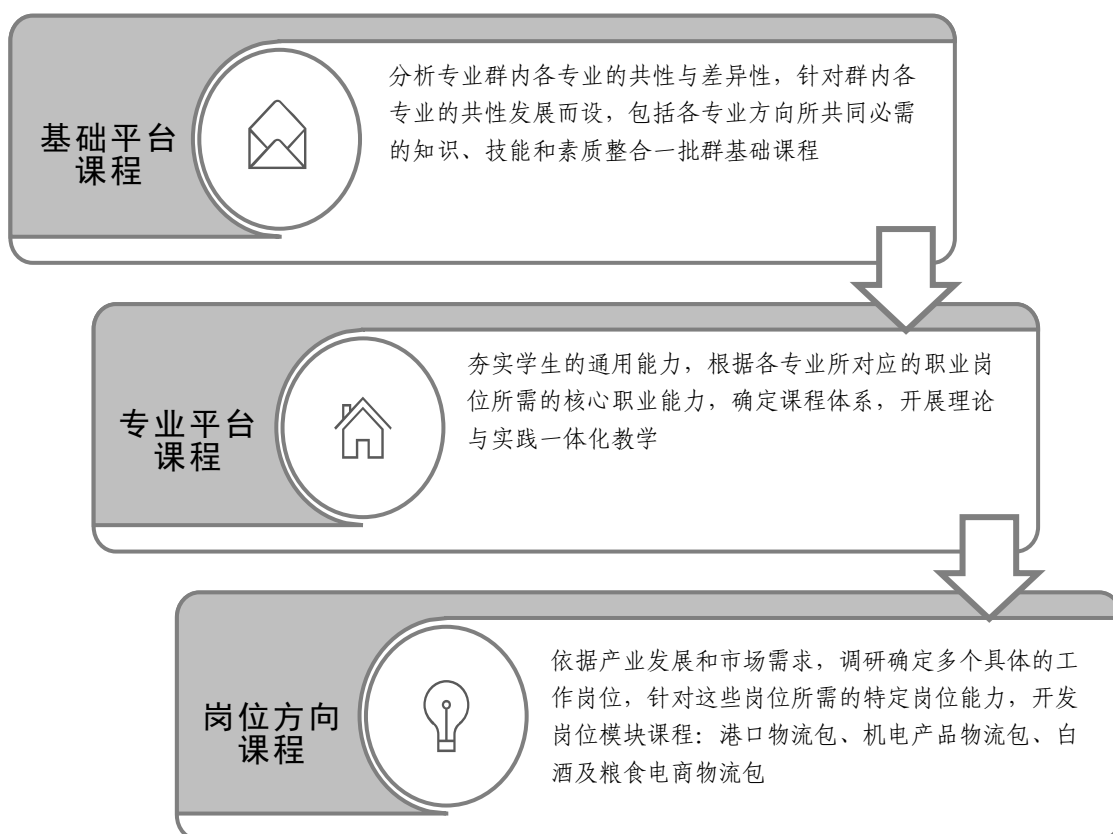 基础平台
课程
分析专业群内各专业的共性与差异性，针对群内各
专业的共性发展而设，包括各专业方向所共同必需
的知识、技能和素质整合一批群基础课程
专业平台
课程
夯实学生的通用能力，根据各专业所对应的职业岗
位所需的核心职业能力，确定课程体系，开展理论
与实践一体化教学
岗位方向
课程
依据产业发展和市场需求，调研确定多个具体的工
作岗位，针对这些岗位所需的特定岗位能力，开发
岗位模块课程：港口物流包、机电产品物流包、白
酒及粮食电商物流包